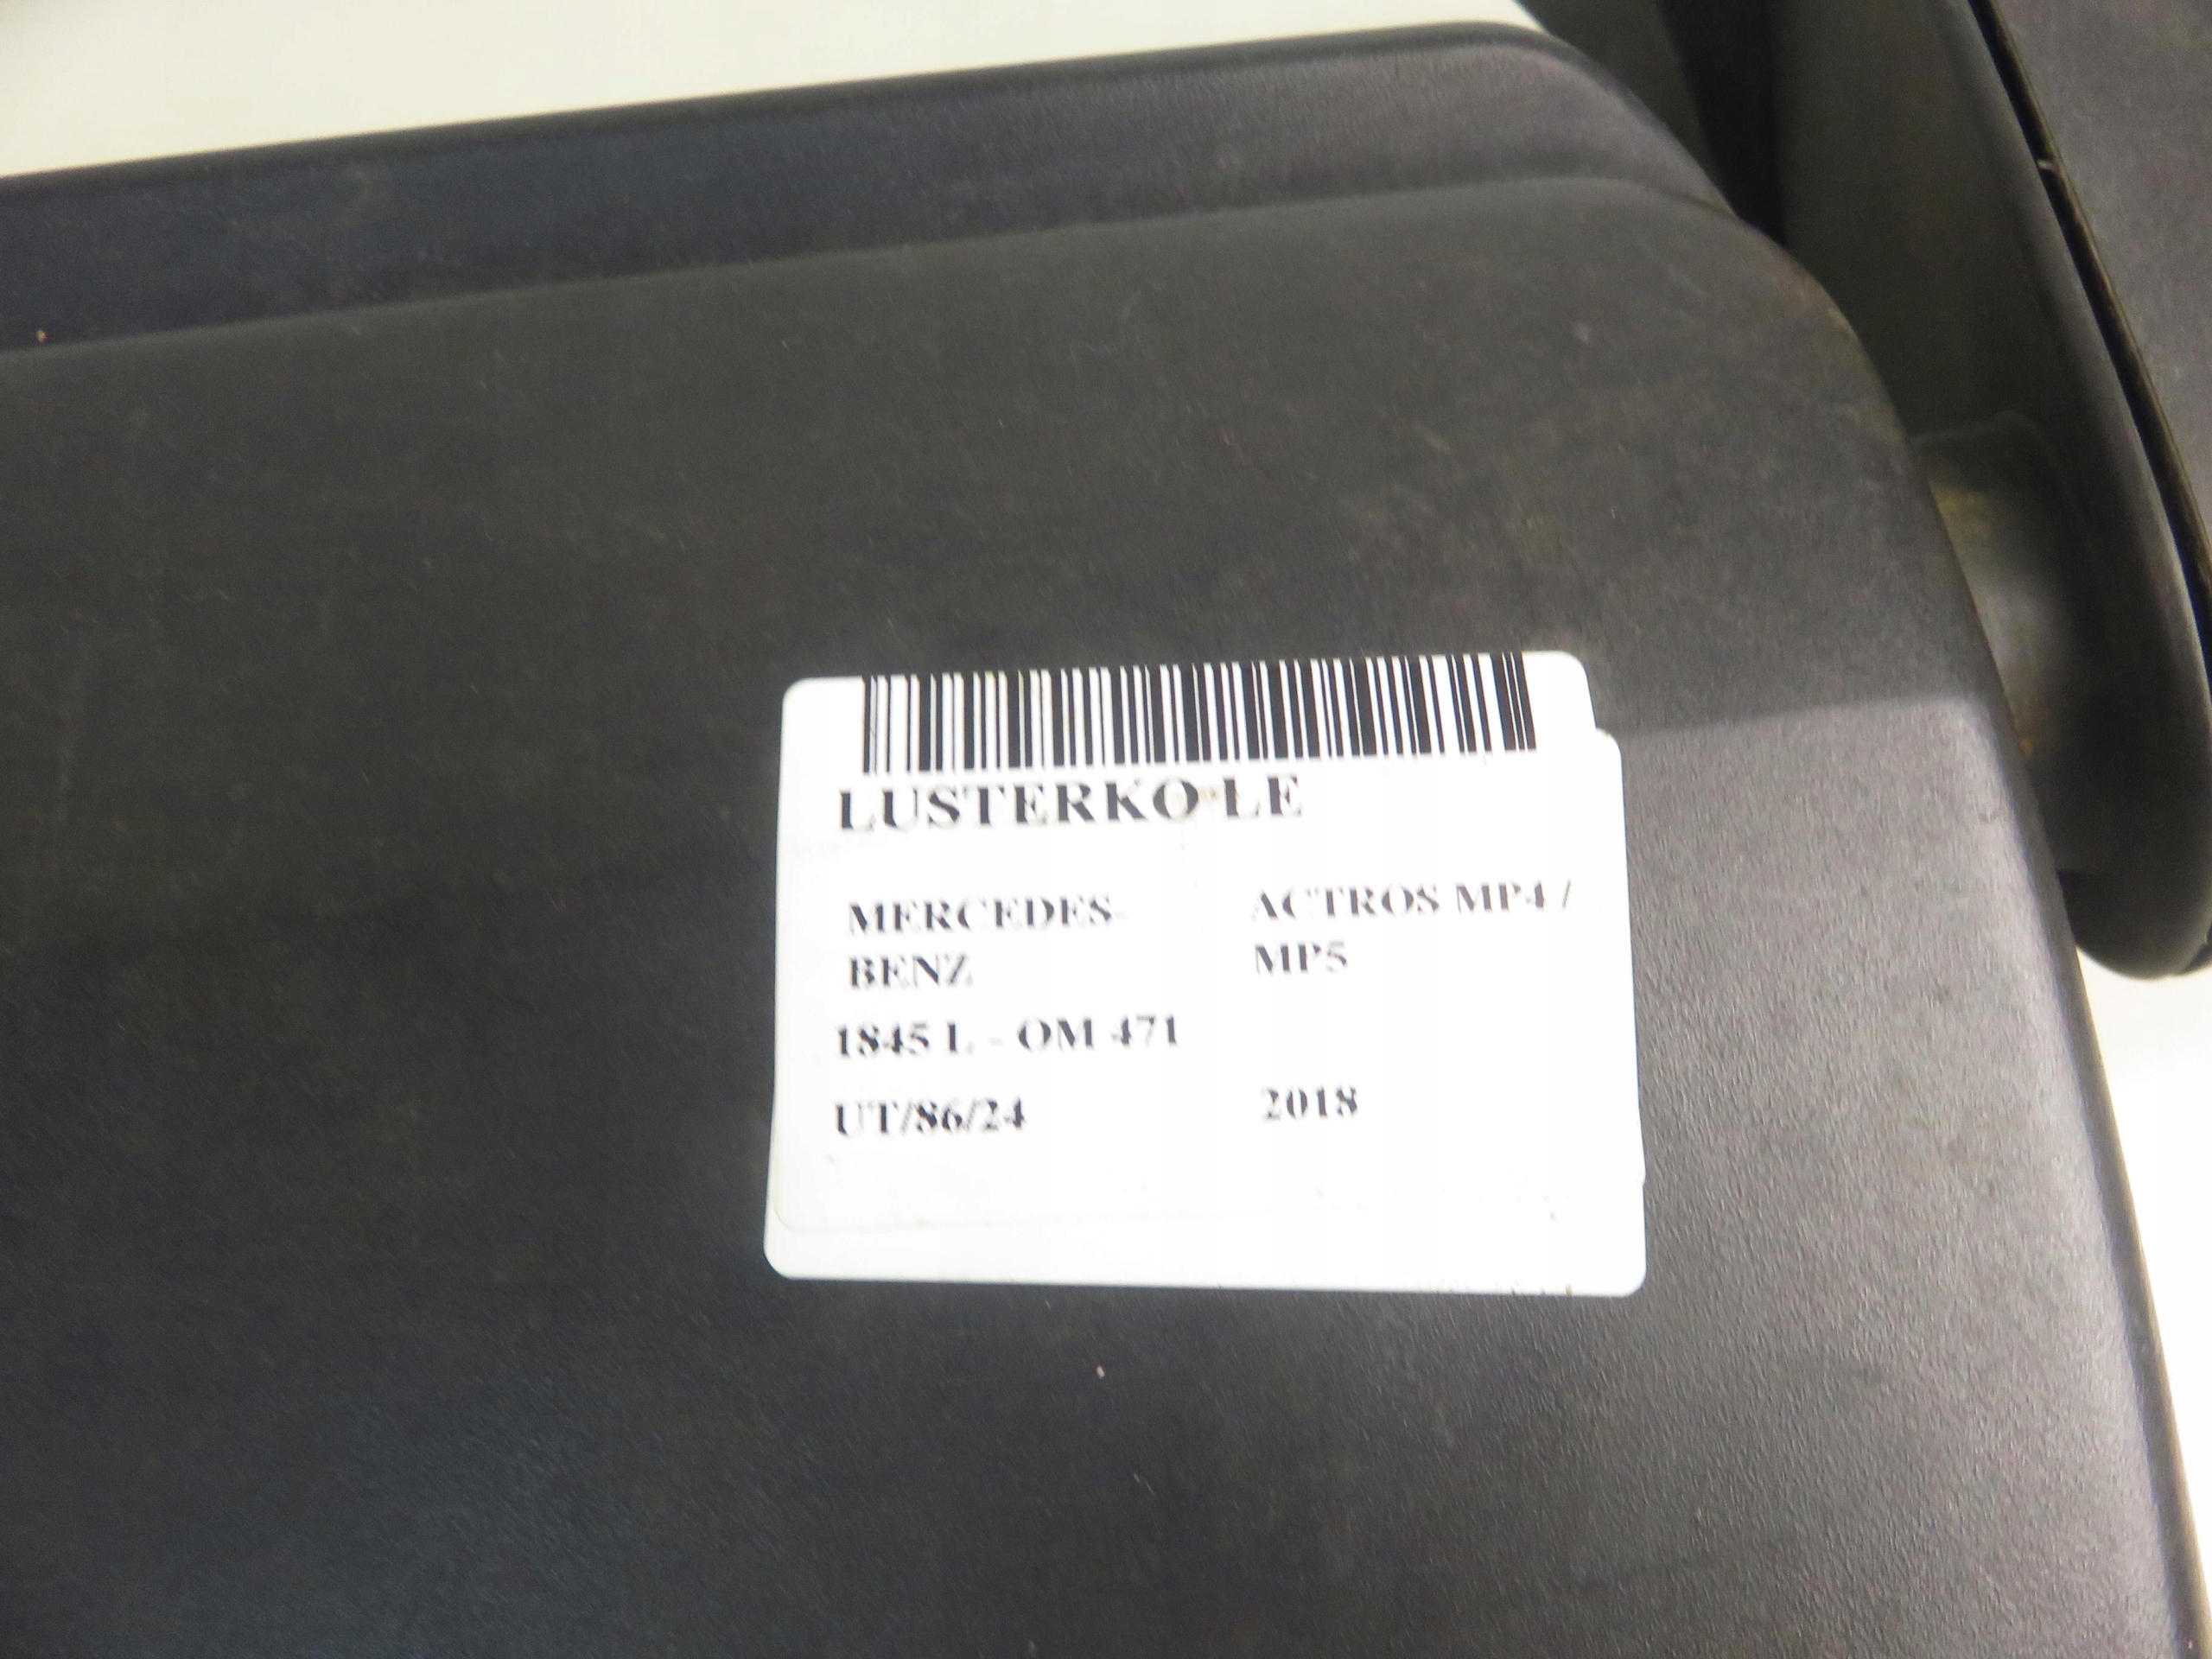 LUSTERKO LE
MERCEDES- ACTROS MP4 /
BENZ MP5
1845 L - OM 471
UT/86/24 2018